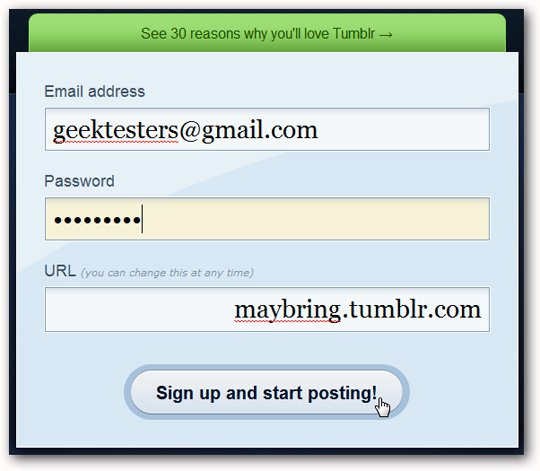 See 30 reasons why you'll love Tumblr →
Email address
geektesters@gmail.com
Password
•••••••••
URL (you can change this at any time)
maybring.tumblr.com
Sign up and start posting!